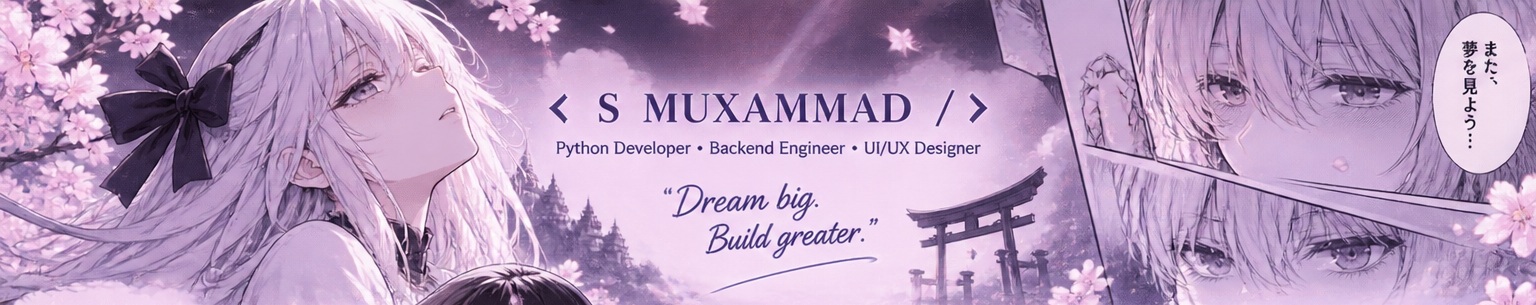 < S MUXAMMAD />
Python Developer • Backend Engineer • UI/UX Designer
“Dream big.
Build greater.”
また、
夢を見よう…